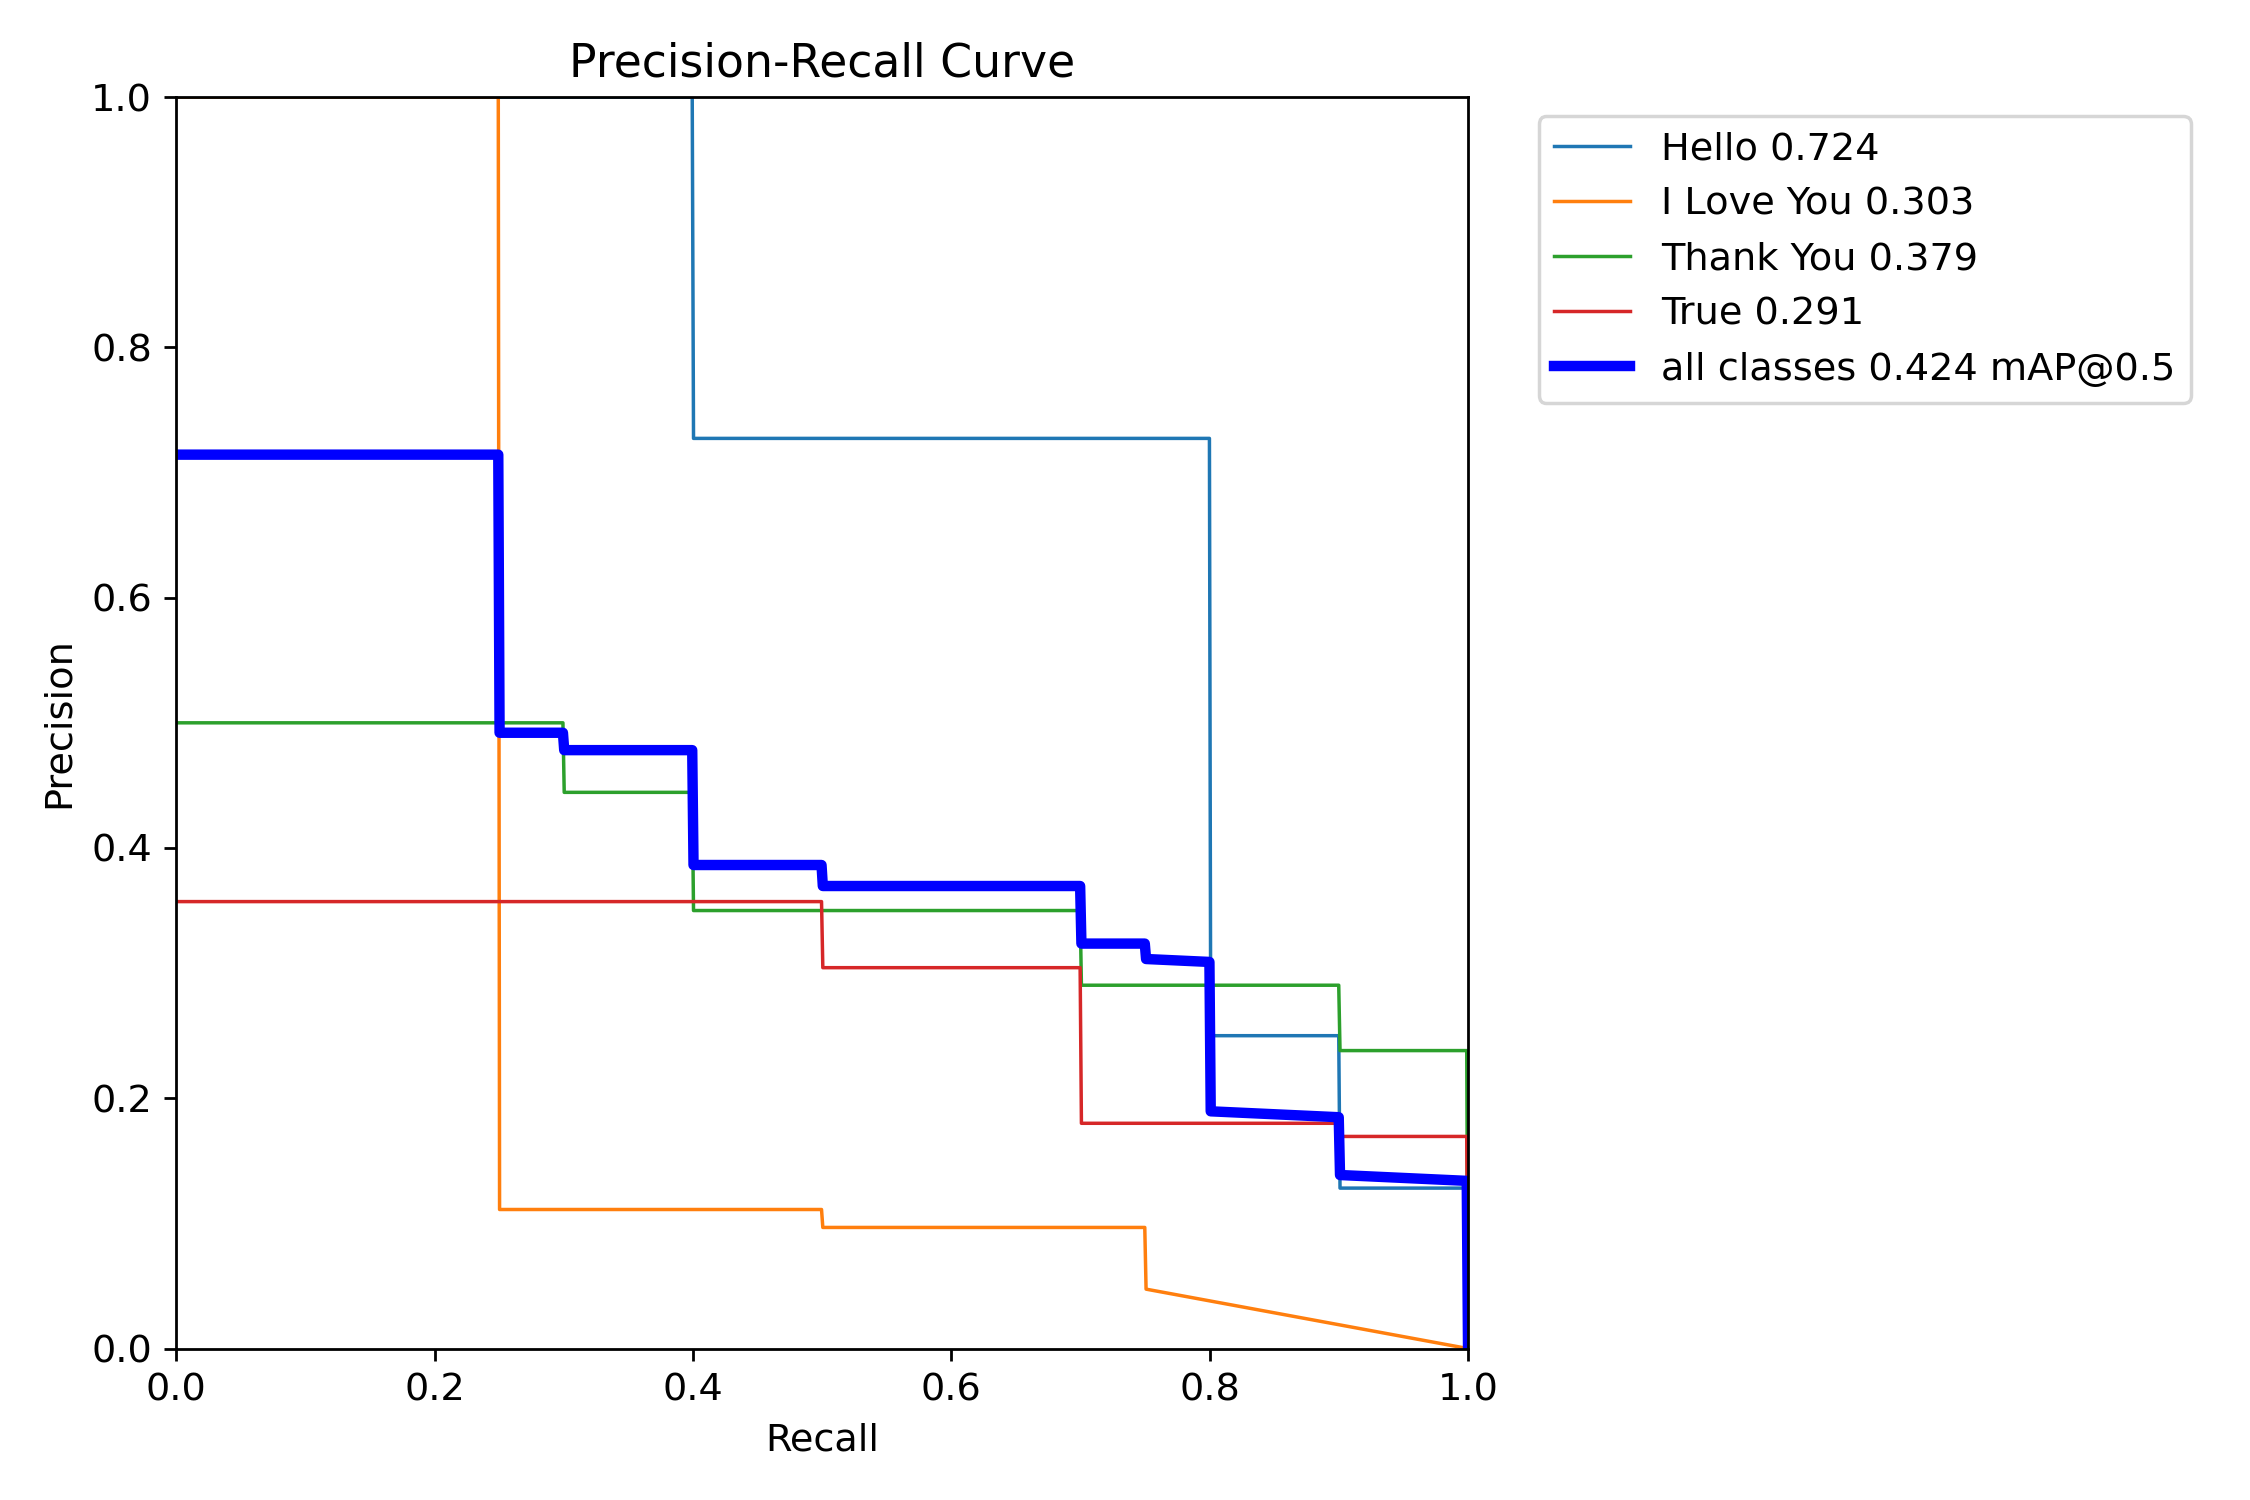 Precision-Recall Curve
1.0
0.8
0.6
0.4
0.2
0.0
Precision
0.0 0.2 0.4 0.6 0.8 1.0
Recall
Hello 0.724
I Love You 0.303
Thank You 0.379
True 0.291
all classes 0.424 mAP@0.5